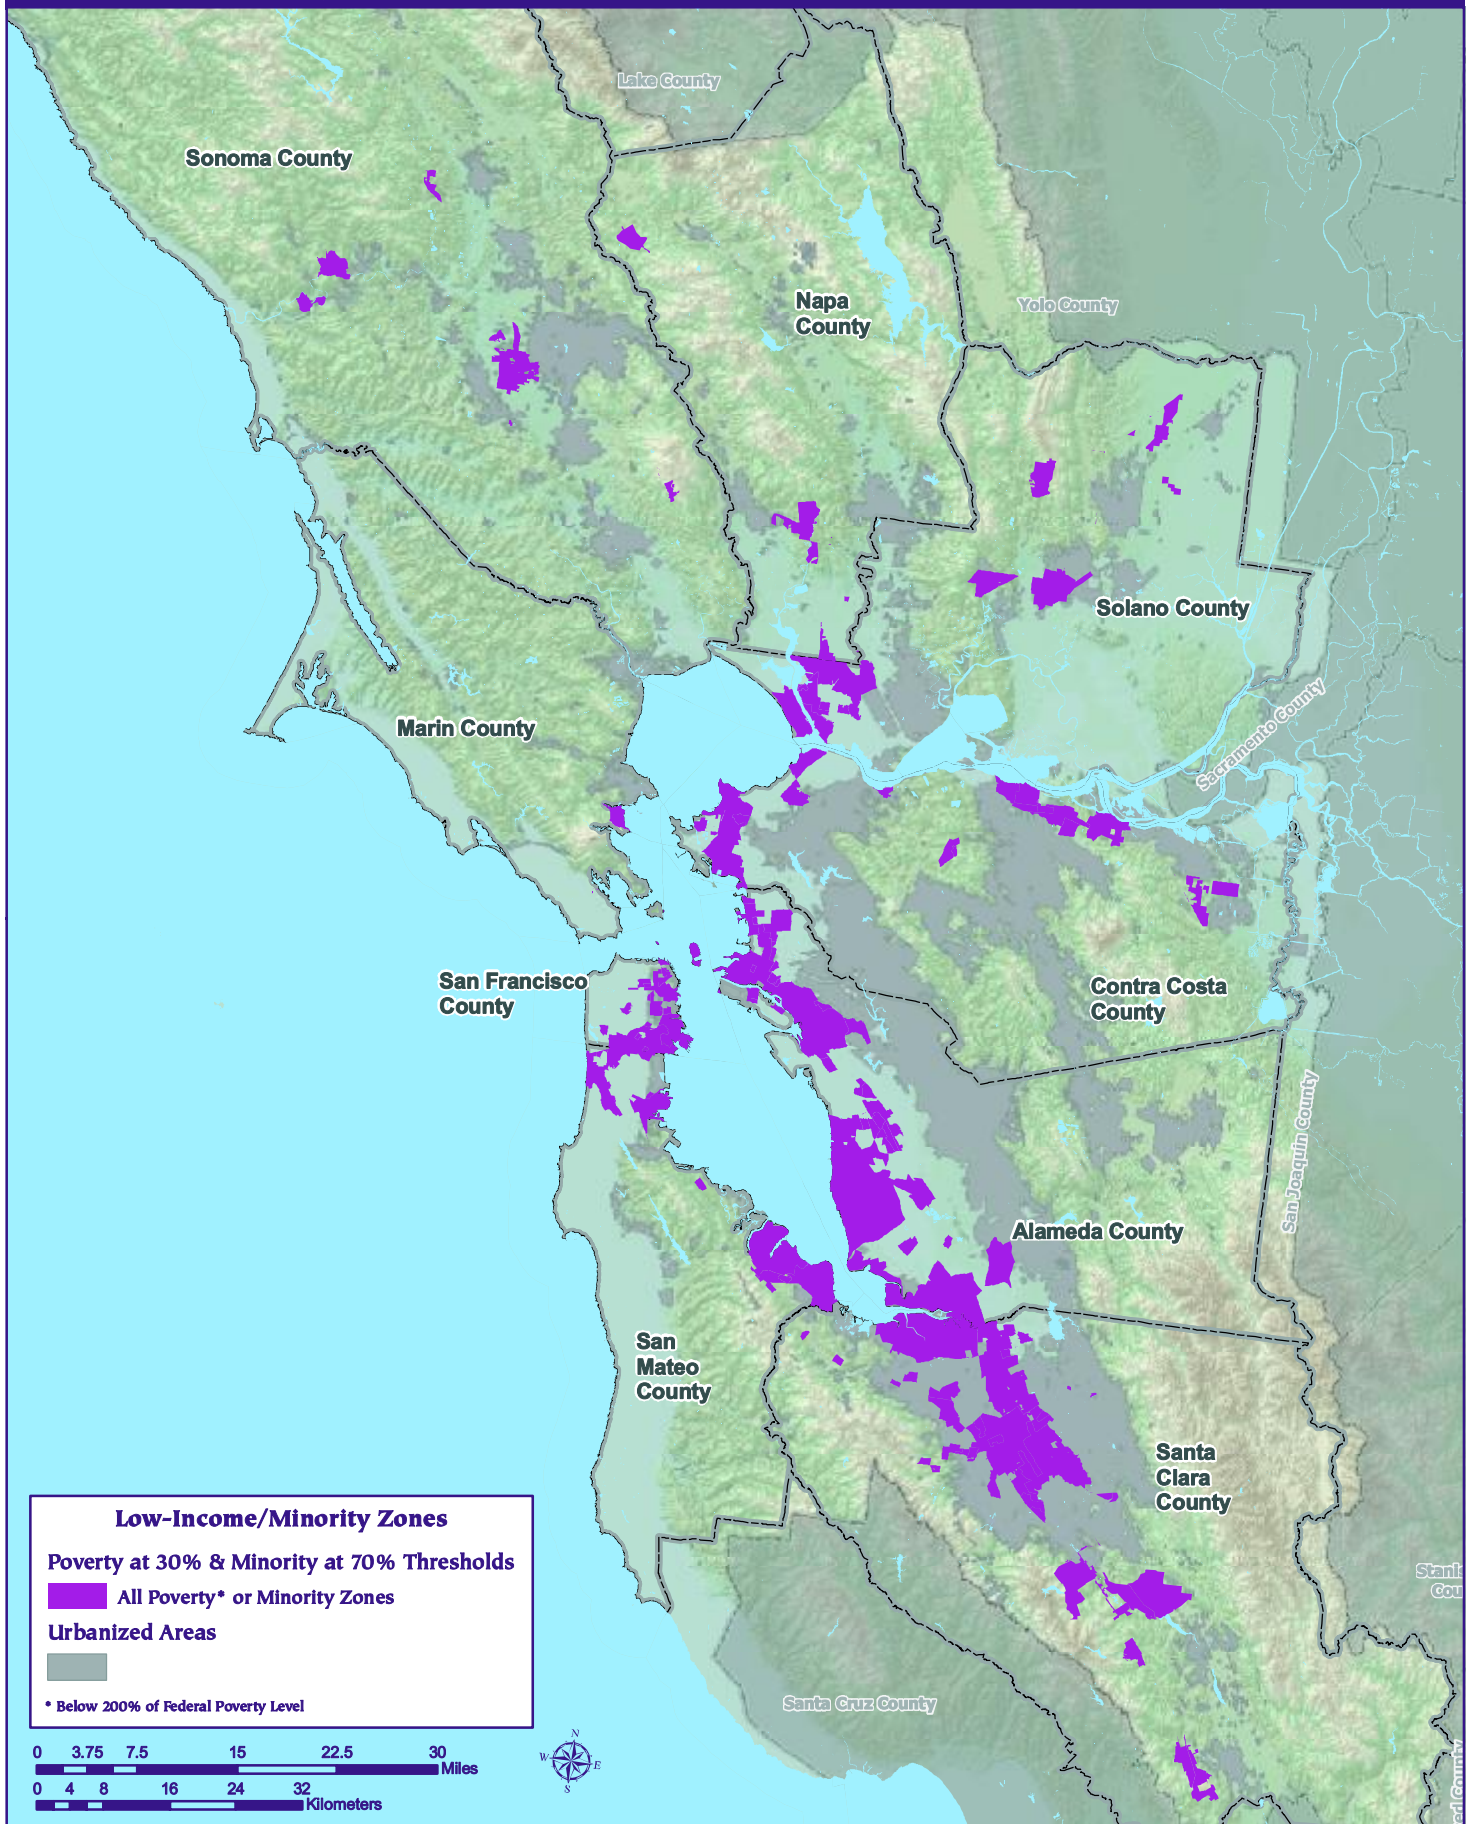 Lake County
Sonoma County
Napa
County
Yolo County
Solano County
Marin County
Sacramento County
San Francisco
County
Contra Costa
County
San Joaquin County
Alameda County
San
Mateo
County
Santa
Clara
County
Santa Cruz County
Low-Income/Minority Zones
Poverty at 30% & Minority at 70% Thresholds
All Poverty* or Minority Zones
Urbanized Areas
* Below 200% of Federal Poverty Level
0 3.75 7.5 15 22.5 30
Miles
0 4 8 16 24 32
Kilometers
N
W E
S